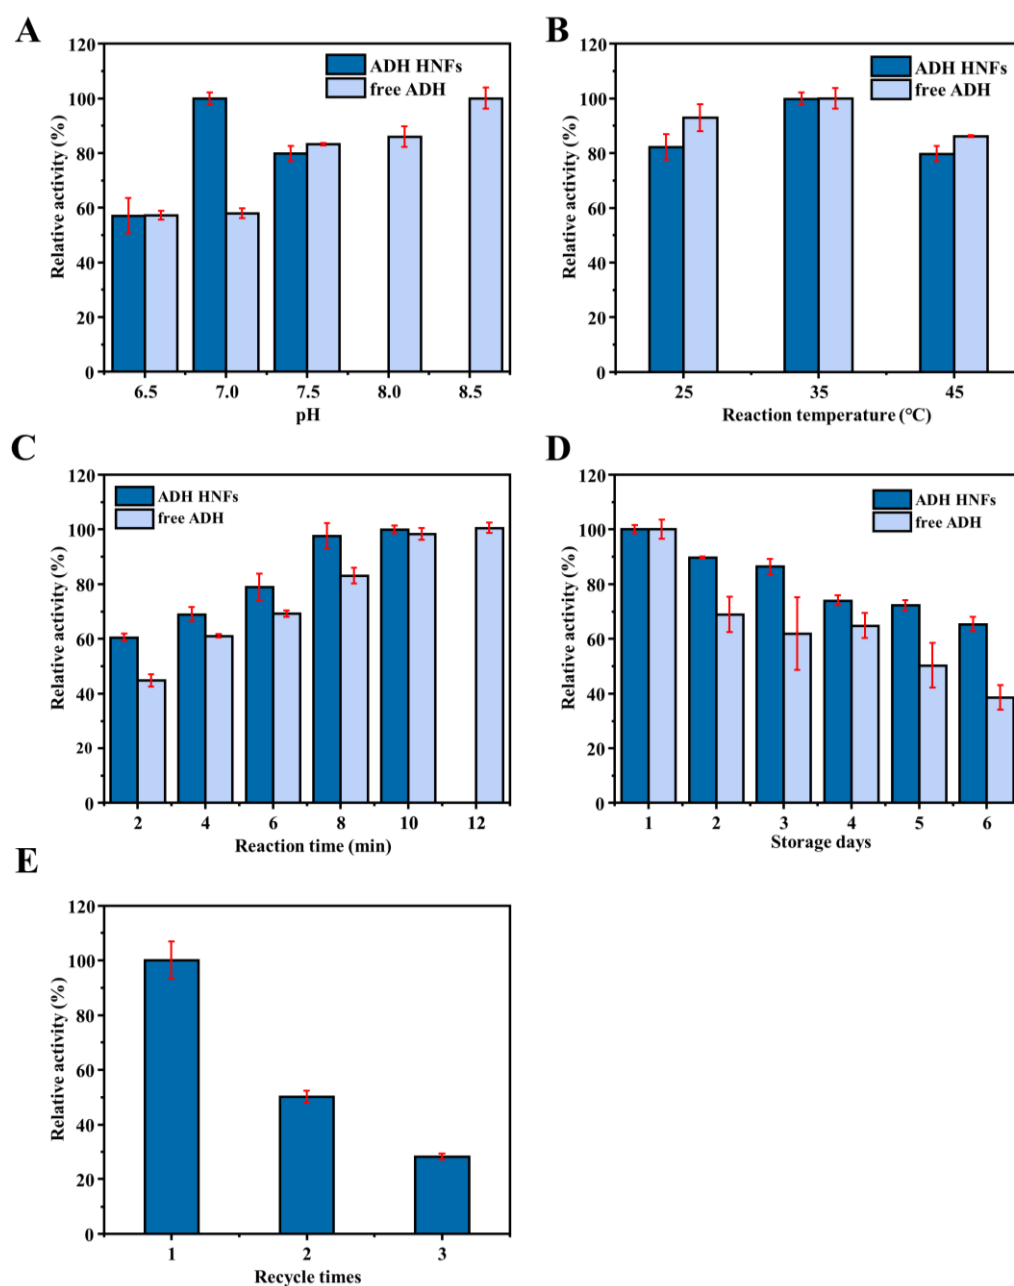 A
Relative activity (%)
120
100
80
60
40
20
0
ADH HNFs
free ADH
6.5 7.0 7.5 8.0 8.5
pH
B
Relative activity (%)
120
100
80
60
40
20
0
ADH HNFs
free ADH
25 35 45
Reaction temperature (°C)
C
Relative activity (%)
120
100
80
60
40
20
0
ADH HNFs
free ADH
2 4 6 8 10 12
Reaction time (min)
D
Relative activity (%)
120
100
80
60
40
20
0
ADH HNFs
free ADH
1 2 3 4 5 6
Storage days
E
Relative activity (%)
120
100
80
60
40
20
0
1 2 3
Recycle times